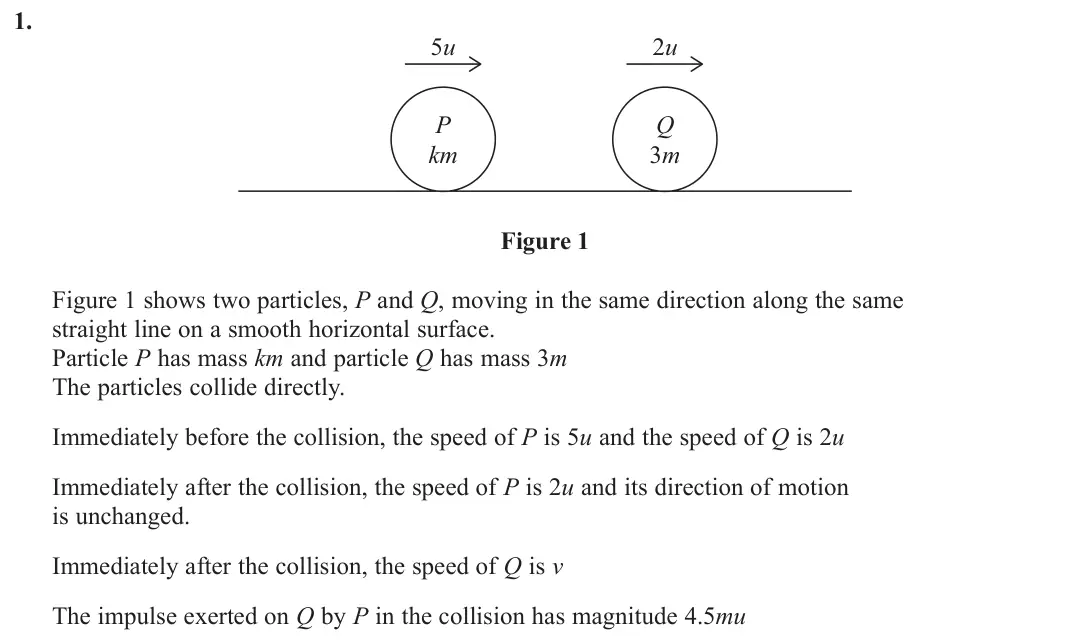 1.
5u 2u
P Q
km 3m
Figure 1
Figure 1 shows two particles, P and Q, moving in the same direction along the same
straight line on a smooth horizontal surface.
Particle P has mass km and particle Q has mass 3m
The particles collide directly.
Immediately before the collision, the speed of P is 5u and the speed of Q is 2u
Immediately after the collision, the speed of P is 2u and its direction of motion
is unchanged.
Immediately after the collision, the speed of Q is v
The impulse exerted on Q by P in the collision has magnitude 4.5mu